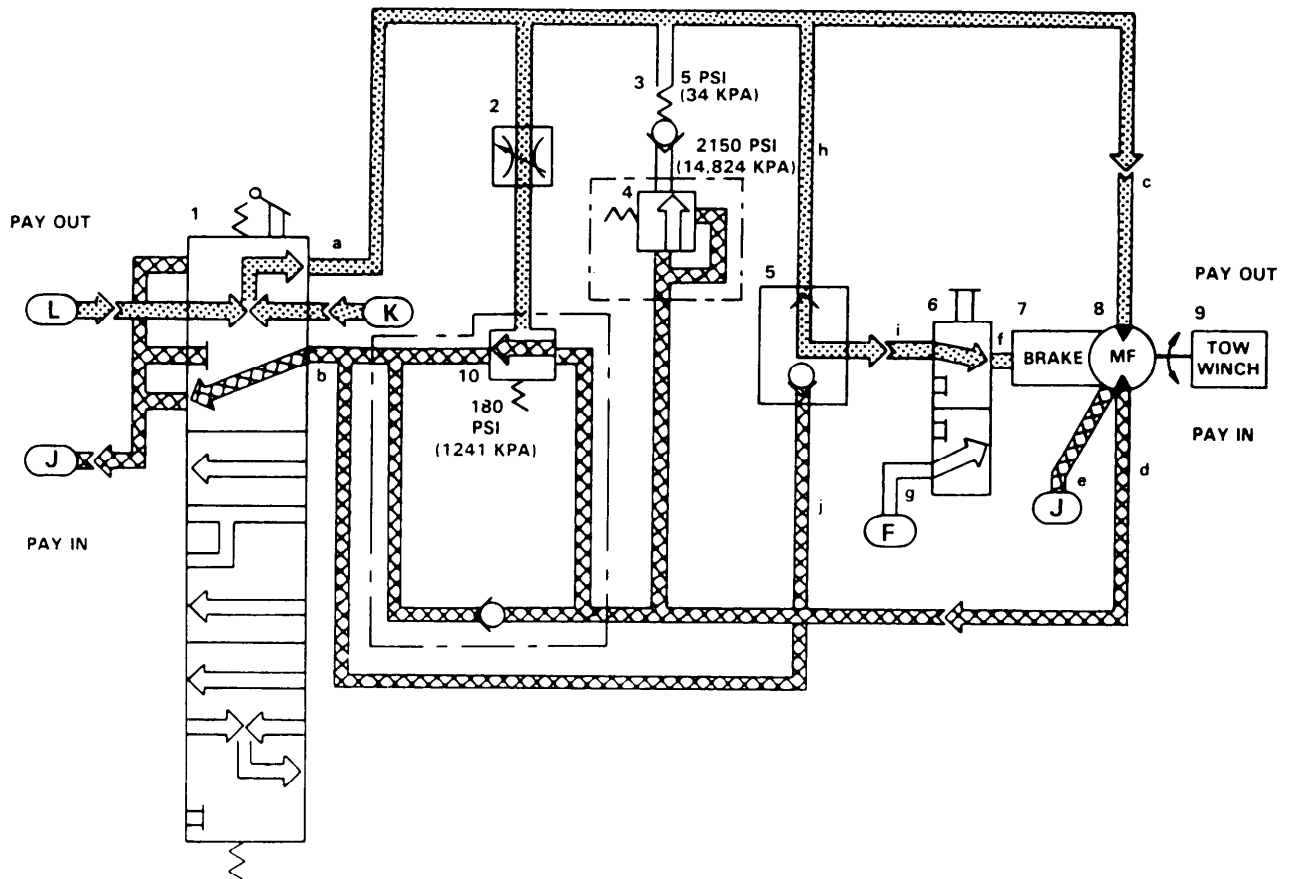 3
5 PSI
(34 KPA)
2
2150 PSI
(14,824 KPA)
h
c
4
PAY OUT
1
a
5
PAY OUT
6
7
8
9
L
K
i
f
BRAKE
MF
TOW
WINCH
b
10
180
PSI
(1241 KPA)
PAY IN
J
g
j
e
d
J
F
PAY IN